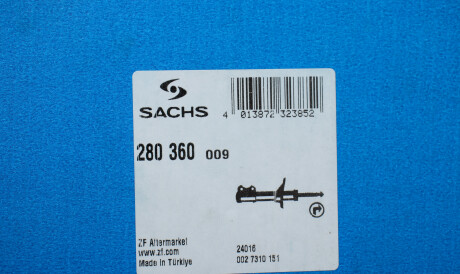 SACHS
4 013872 323852
280 360 009
ZF Aftermarket
www.zf.com
Made in Türkiye
24016
002 7310 151